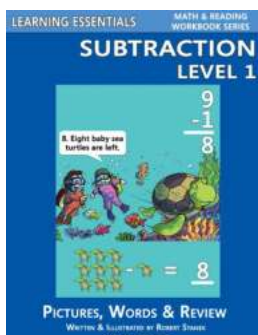 LEARNING ESSENTIALS
MATH & READING
WORKBOOK SERIES
SUBTRACTION
LEVEL 1
9
-1
8
8. Eight baby sea
turtles are left.
- = 8
PICTURES, WORDS & REVIEW
WRITTEN & ILLUSTRATED BY ROBERT STANEK